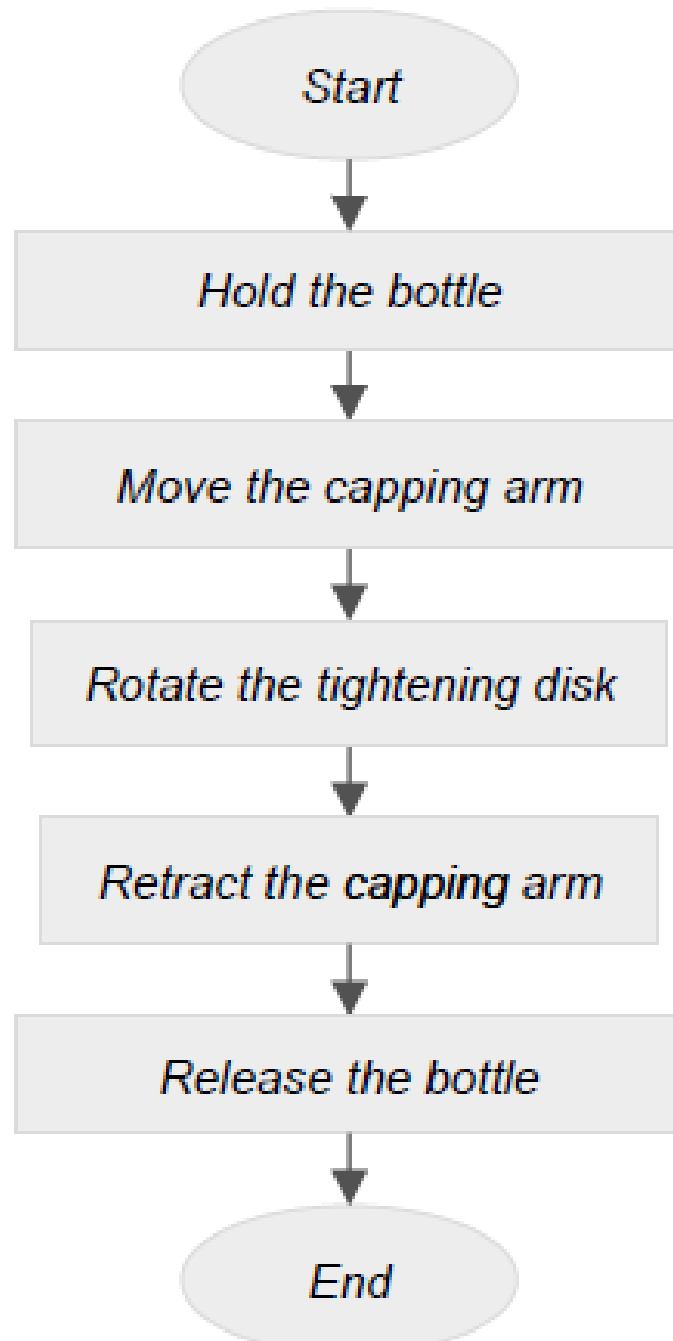 Start
Hold the bottle
Move the capping arm
Rotate the tightening disk
Retract the capping arm
Release the bottle
End